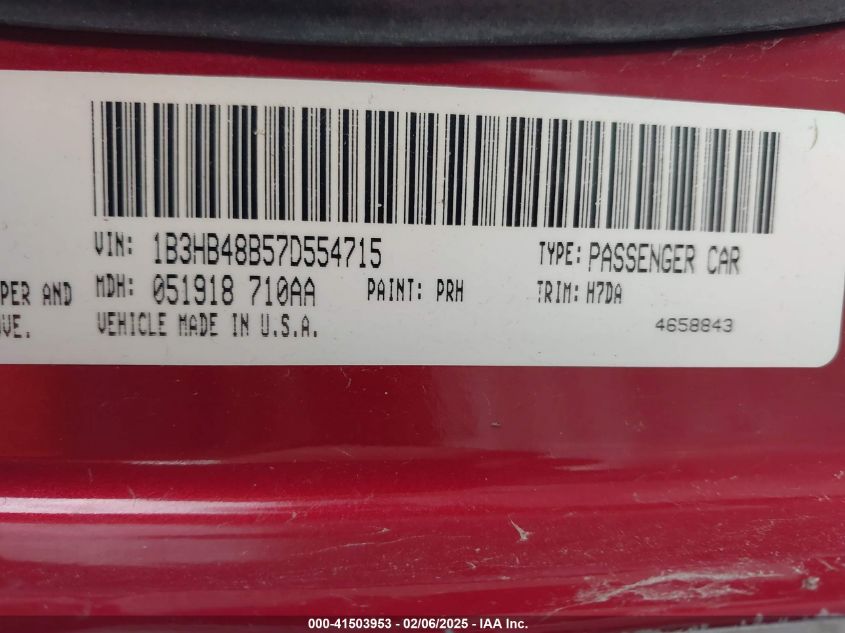 VIN: 1B3HB48B57D554715 TYPE: PASSENGER CAR
PER AND MDH: 051918 710AA PAINT: PRH TRIM: H7DA
VE. VEHICLE MADE IN U.S.A. 4658843
000-41503953 - 02/06/2025 - © IAA Inc.